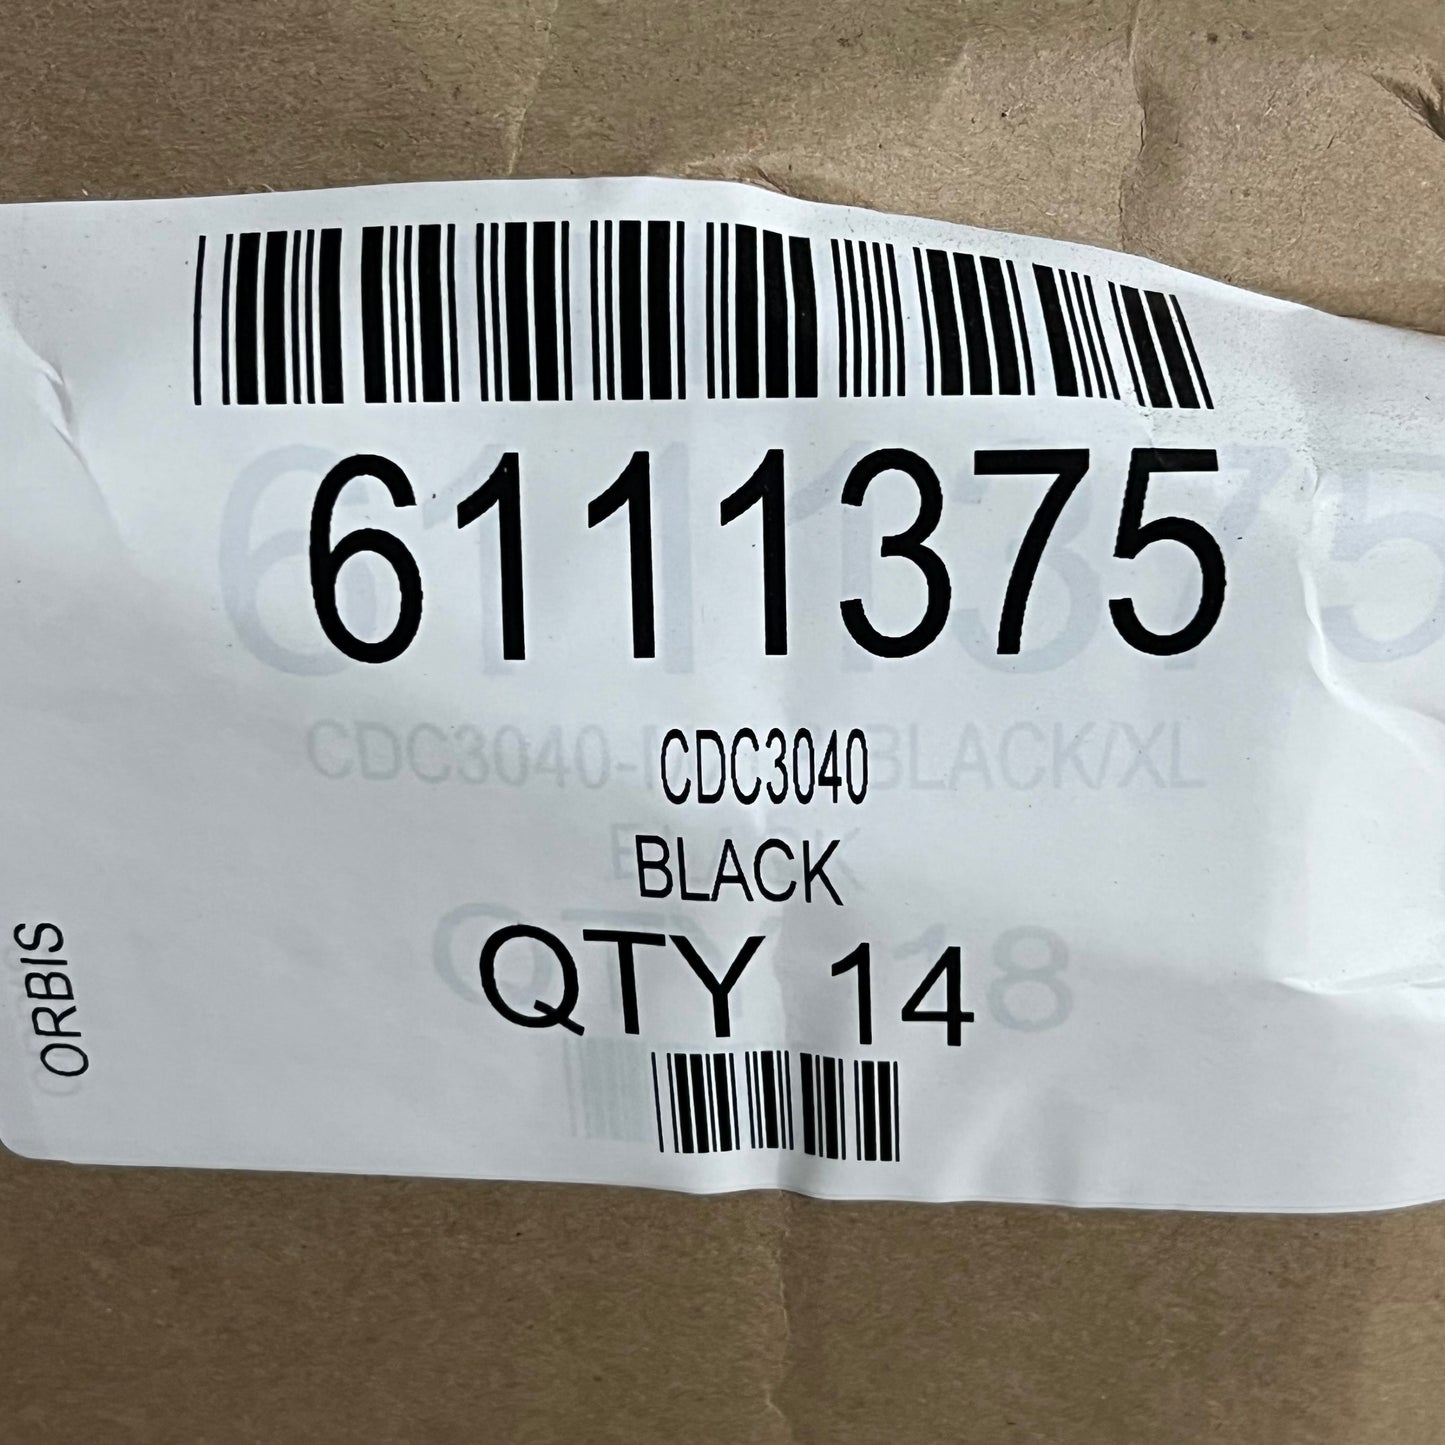 6111375
CDC3040
BLACK
QTY 14
ORBIS